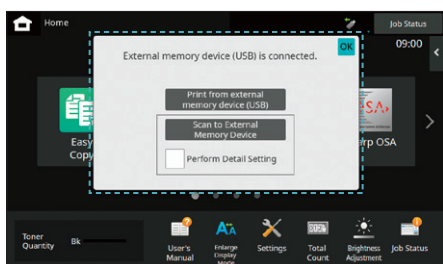 Home
Job Status
09:00
External memory device (USB) is connected.
OK
Print from external
memory device (USB)
Scan to External
Memory Device
Perform Detail Setting
Easy
Copy
rp OSA
Toner
Quantity
Bk
User's
Manual
Enlarge
Display
Mode
Settings
Total
Count
Brightness
Adjustment
Job Status